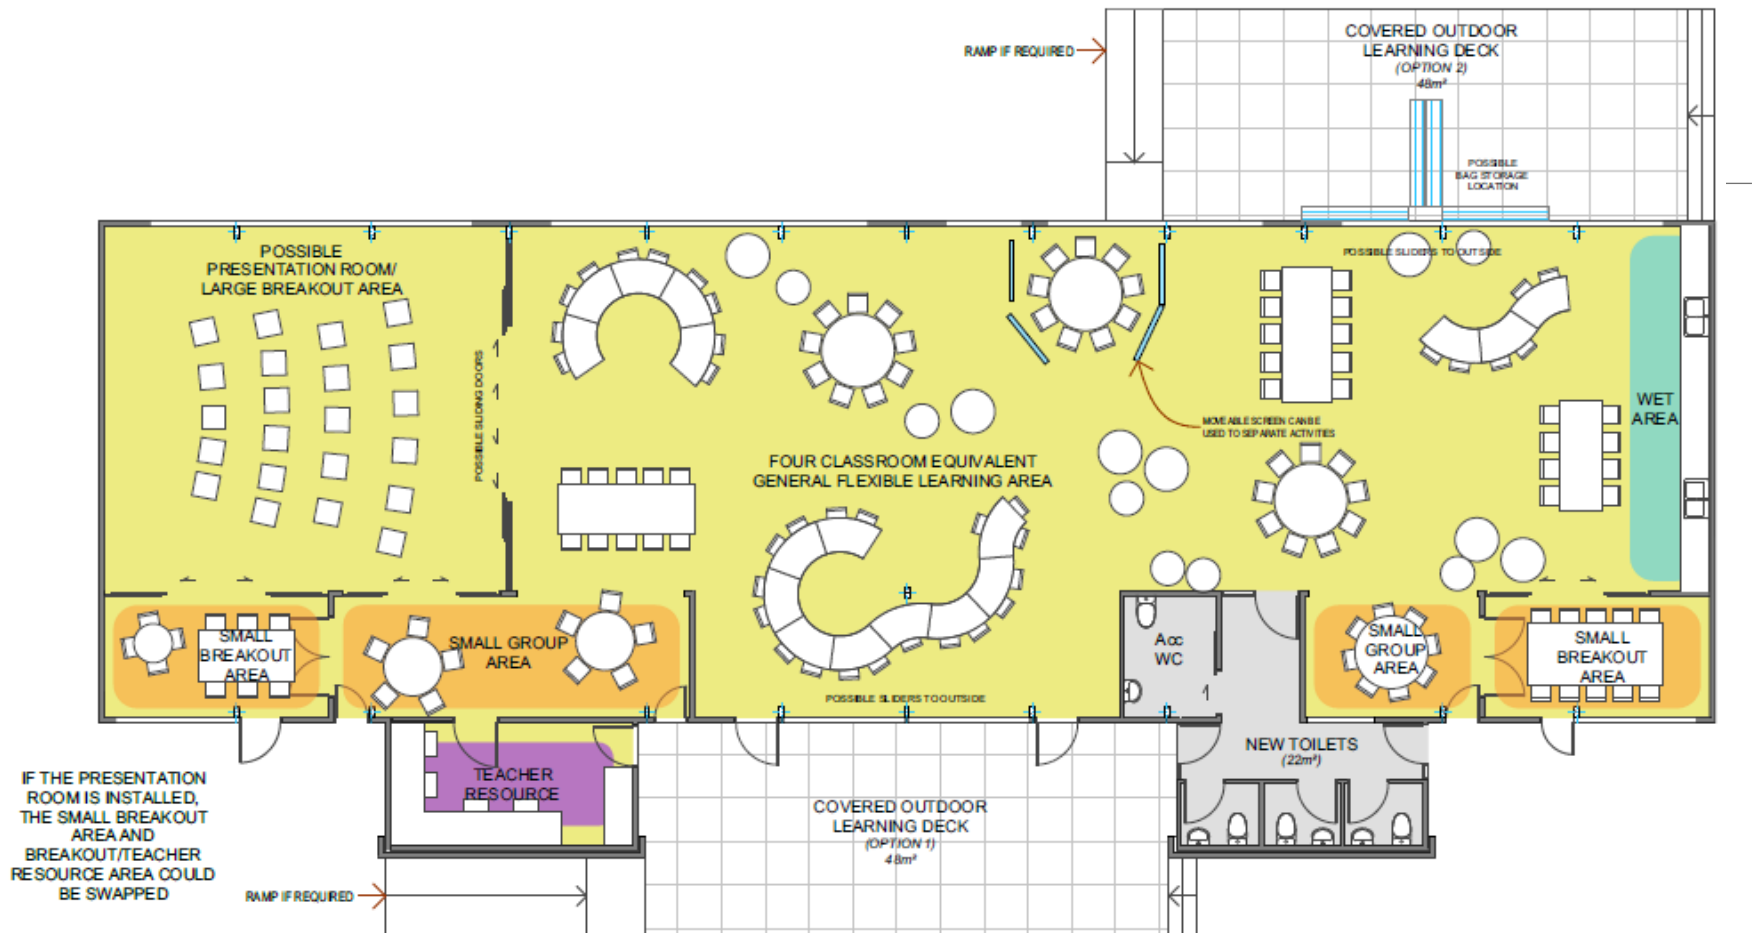 COVERED OUTDOOR
LEARNING DECK
(OPTION 2)
48m²
RAMP IF REQUIRED
POSSIBLE
BAG STORAGE
LOCATION
POSSIBLE
PRESENTATION ROOM/
LARGE BREAKOUT AREA
POSSIBLE SLIDERS TO OUTSIDE
POSSIBLE SLIDING DOORS
WET
AREA
MOVEABLE SCREEN CAN BE
USED TO SEPARATE ACTIVITIES
FOUR CLASSROOM EQUIVALENT
GENERAL FLEXIBLE LEARNING AREA
SMALL
BREAKOUT
AREA
SMALL GROUP
AREA
Acc
WC
SMALL
GROUP
AREA
SMALL
BREAKOUT
AREA
POSSIBLE SLIDERS TO OUTSIDE
TEACHER
RESOURCE
NEW TOILETS
(22m²)
IF THE PRESENTATION
ROOM IS INSTALLED,
THE SMALL BREAKOUT
AREA AND
BREAKOUT/TEACHER
RESOURCE AREA COULD
BE SWAPPED
COVERED OUTDOOR
LEARNING DECK
(OPTION 1)
48m²
RAMP IF REQUIRED